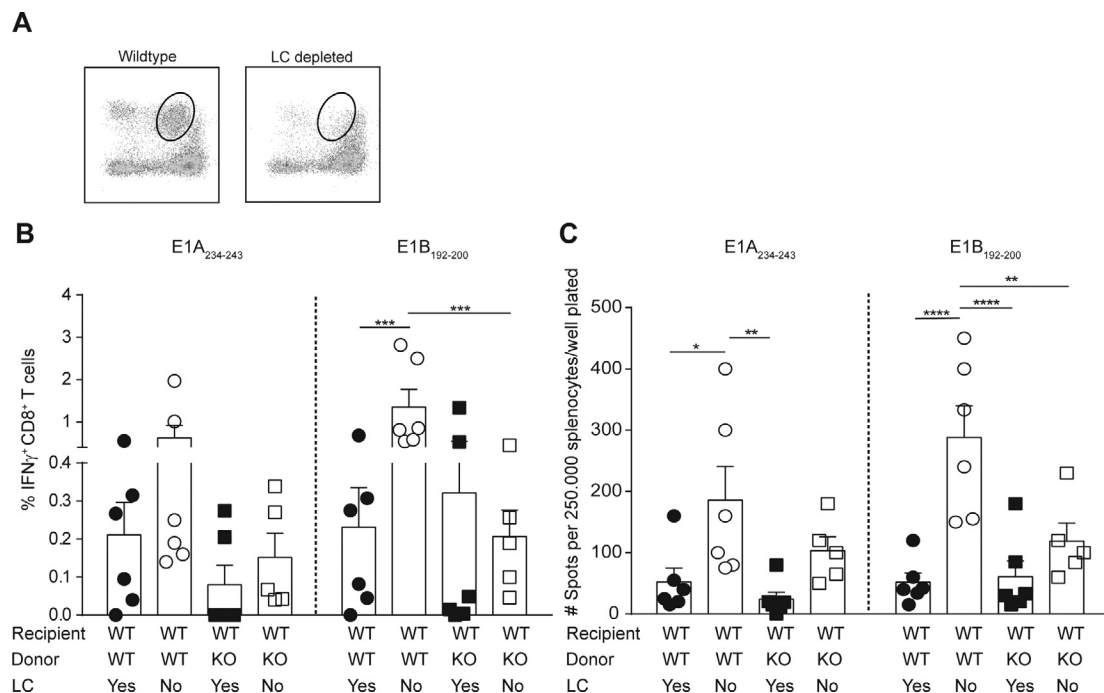 A
Wildtype LC depleted
B
E1A234-243 E1B192-200
*** ***
% IFNγ+ CD8+ T cells
4
3
2
1
0.4
0.3
0.2
0.1
0.0
Recipient WT WT WT WT WT WT WT WT
Donor WT WT KO KO WT WT KO KO
LC Yes No Yes No Yes No Yes No
C
E1A234-243 E1B192-200
* ** **** **** **
# Spots per 250.000 splenocytes/well plated
500
400
300
200
100
0
Recipient WT WT WT WT WT WT WT WT
Donor WT WT KO KO WT WT KO KO
LC Yes No Yes No Yes No Yes No